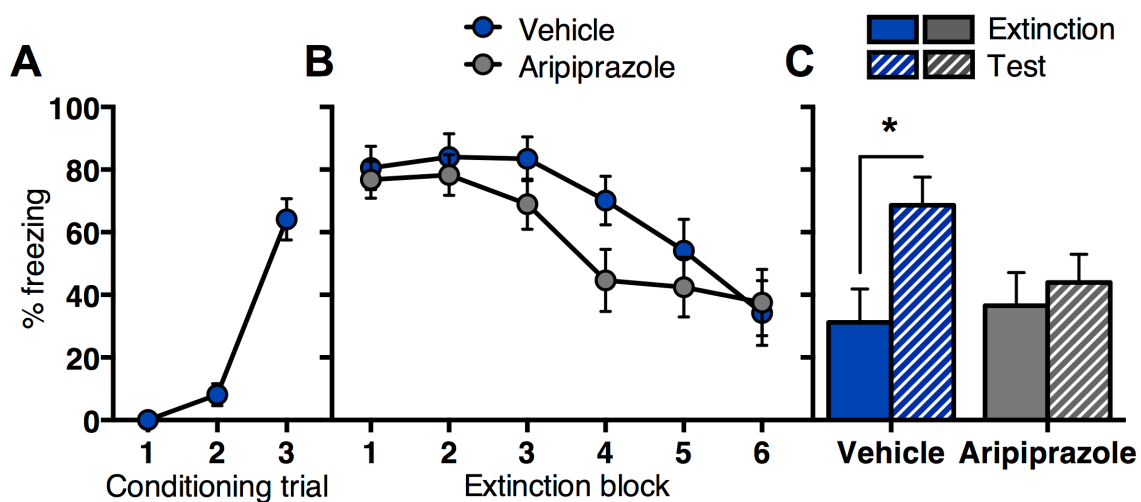 Vehicle
Aripiprazole
Extinction
Test
A
B
C
*
% freezing
100
80
60
40
20
0
1 2 3
Conditioning trial
1 2 3 4 5 6
Extinction block
Vehicle Aripiprazole